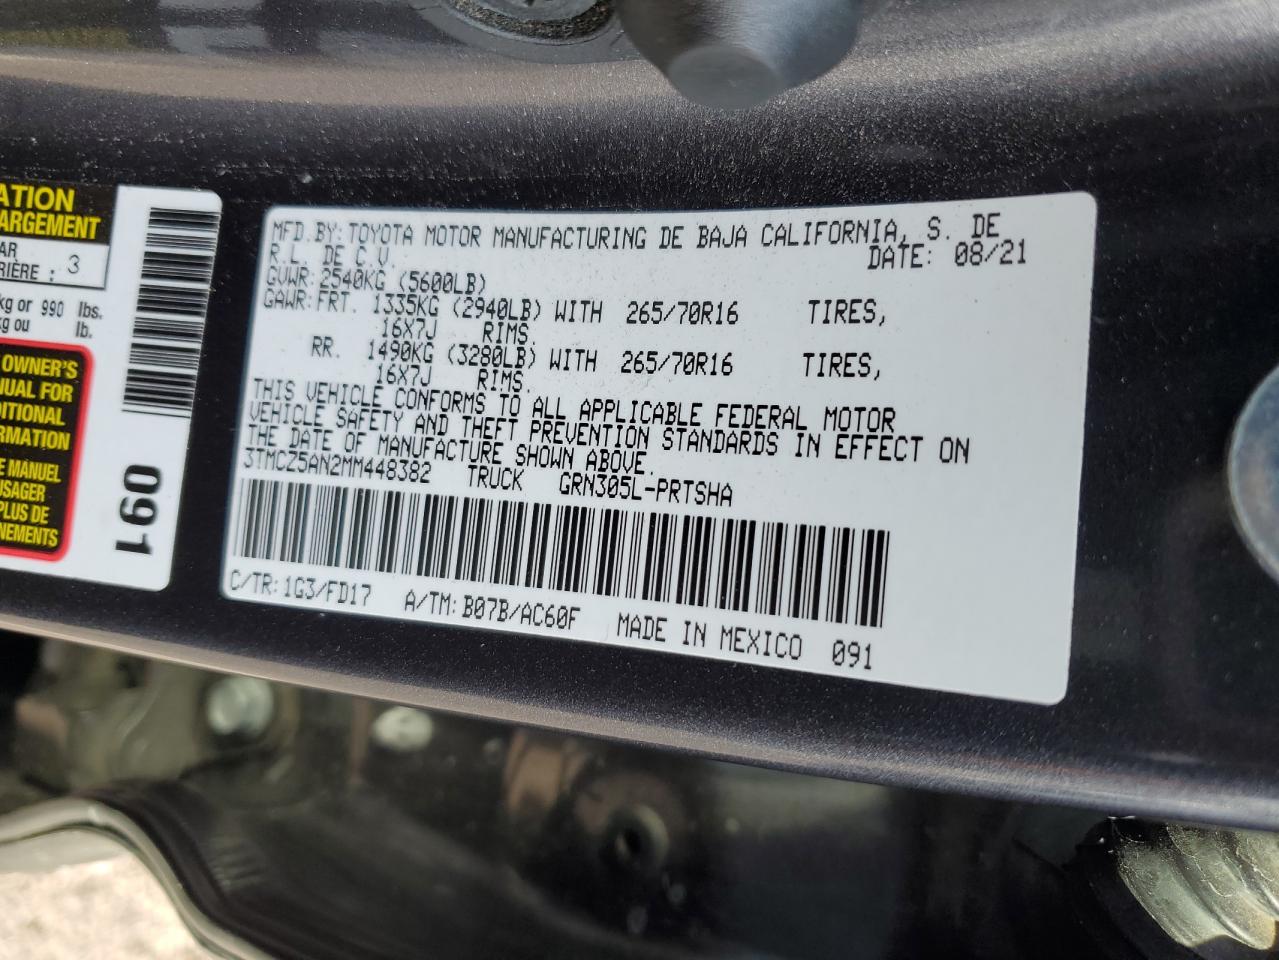 ATION
ARGEMENT
AR
RIÈRE : 3
kg or 990 lbs.
kg ou lb.
OWNER'S
NUAL FOR
DITIONAL
RMATION
E MANUEL
USAGER
PLUS DE
NEMENTS
091
MFD.BY:TOYOTA MOTOR MANUFACTURING DE BAJA CALIFORNIA, S. DE
R.L. DE C.V. DATE: 08/21
GVWR:2540KG (5600LB)
GAWR:FRT. 1335KG (2940LB) WITH 265/70R16 TIRES,
16X7J RIMS.
RR. 1490KG (3280LB) WITH 265/70R16 TIRES,
16X7J RIMS.
THIS VEHICLE CONFORMS TO ALL APPLICABLE FEDERAL MOTOR
VEHICLE SAFETY AND THEFT PREVENTION STANDARDS IN EFFECT ON
THE DATE OF MANUFACTURE SHOWN ABOVE.
3TMCZ5AN2MM448382 TRUCK GRN305L-PRTSHA
C/TR:1G3/FD17 A/TM:B07B/AC60F MADE IN MEXICO 091